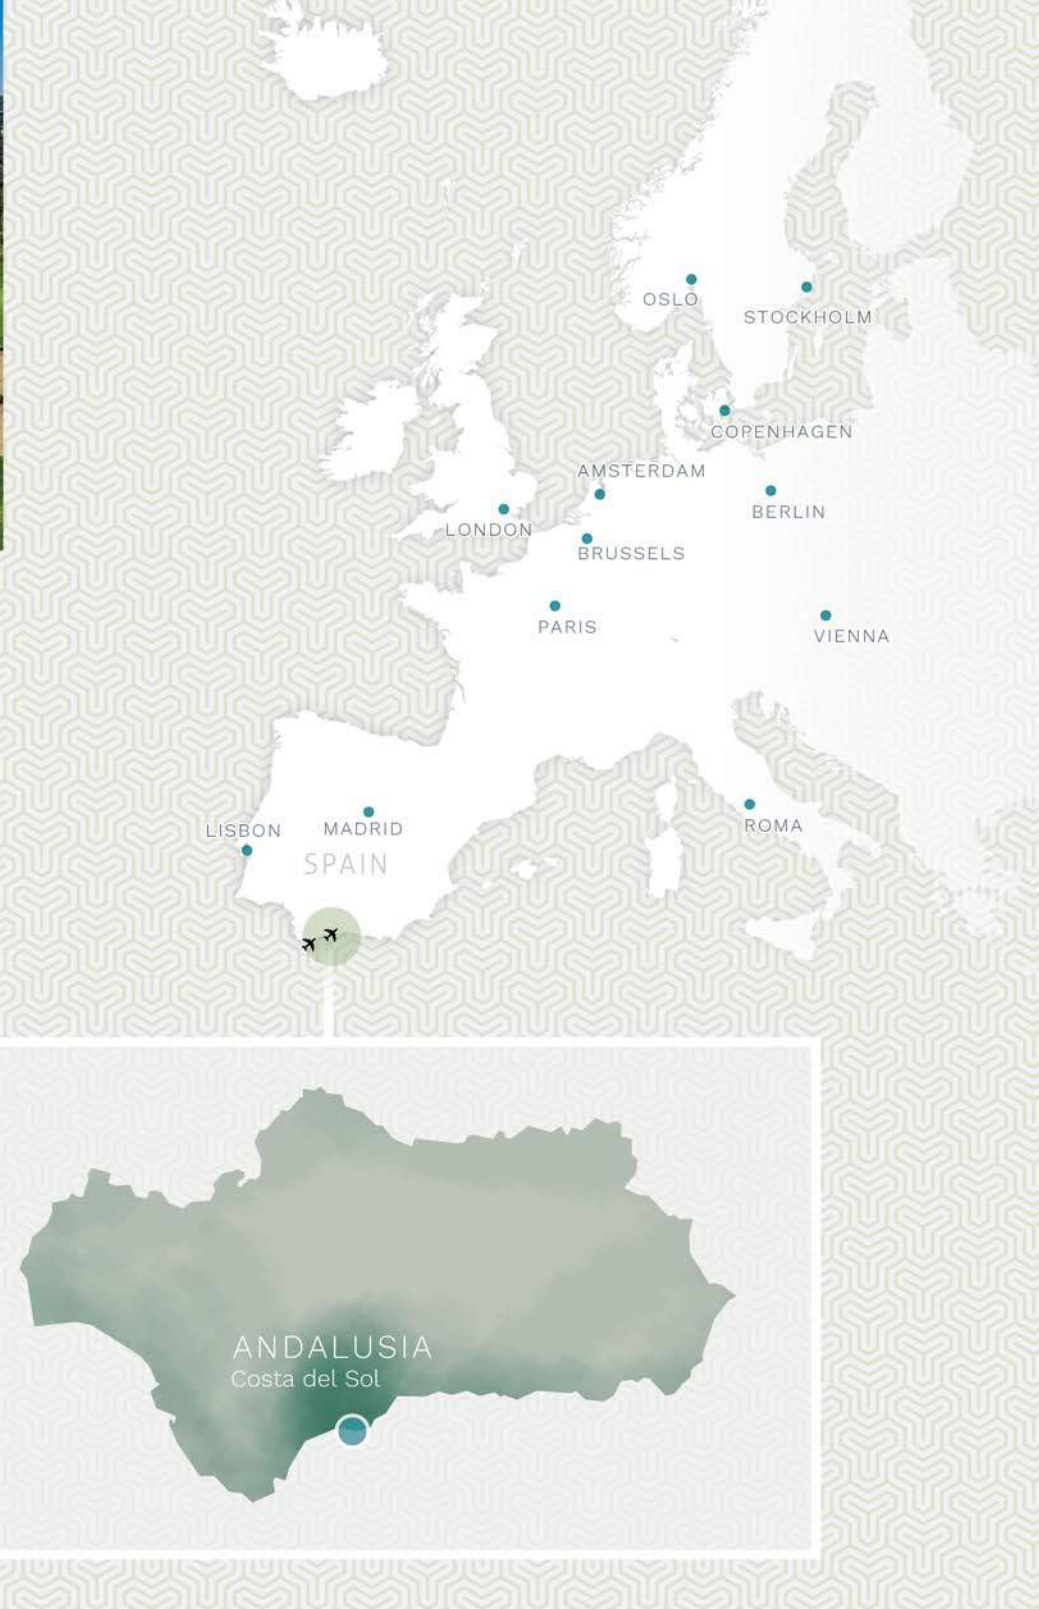 OSLO
STOCKHOLM
COPENHAGEN
AMSTERDAM
BERLIN
LONDON
BRUSSELS
PARIS
VIENNA
ROMA
LISBON
MADRID
SPAIN
ANDALUSIA
Costa del Sol